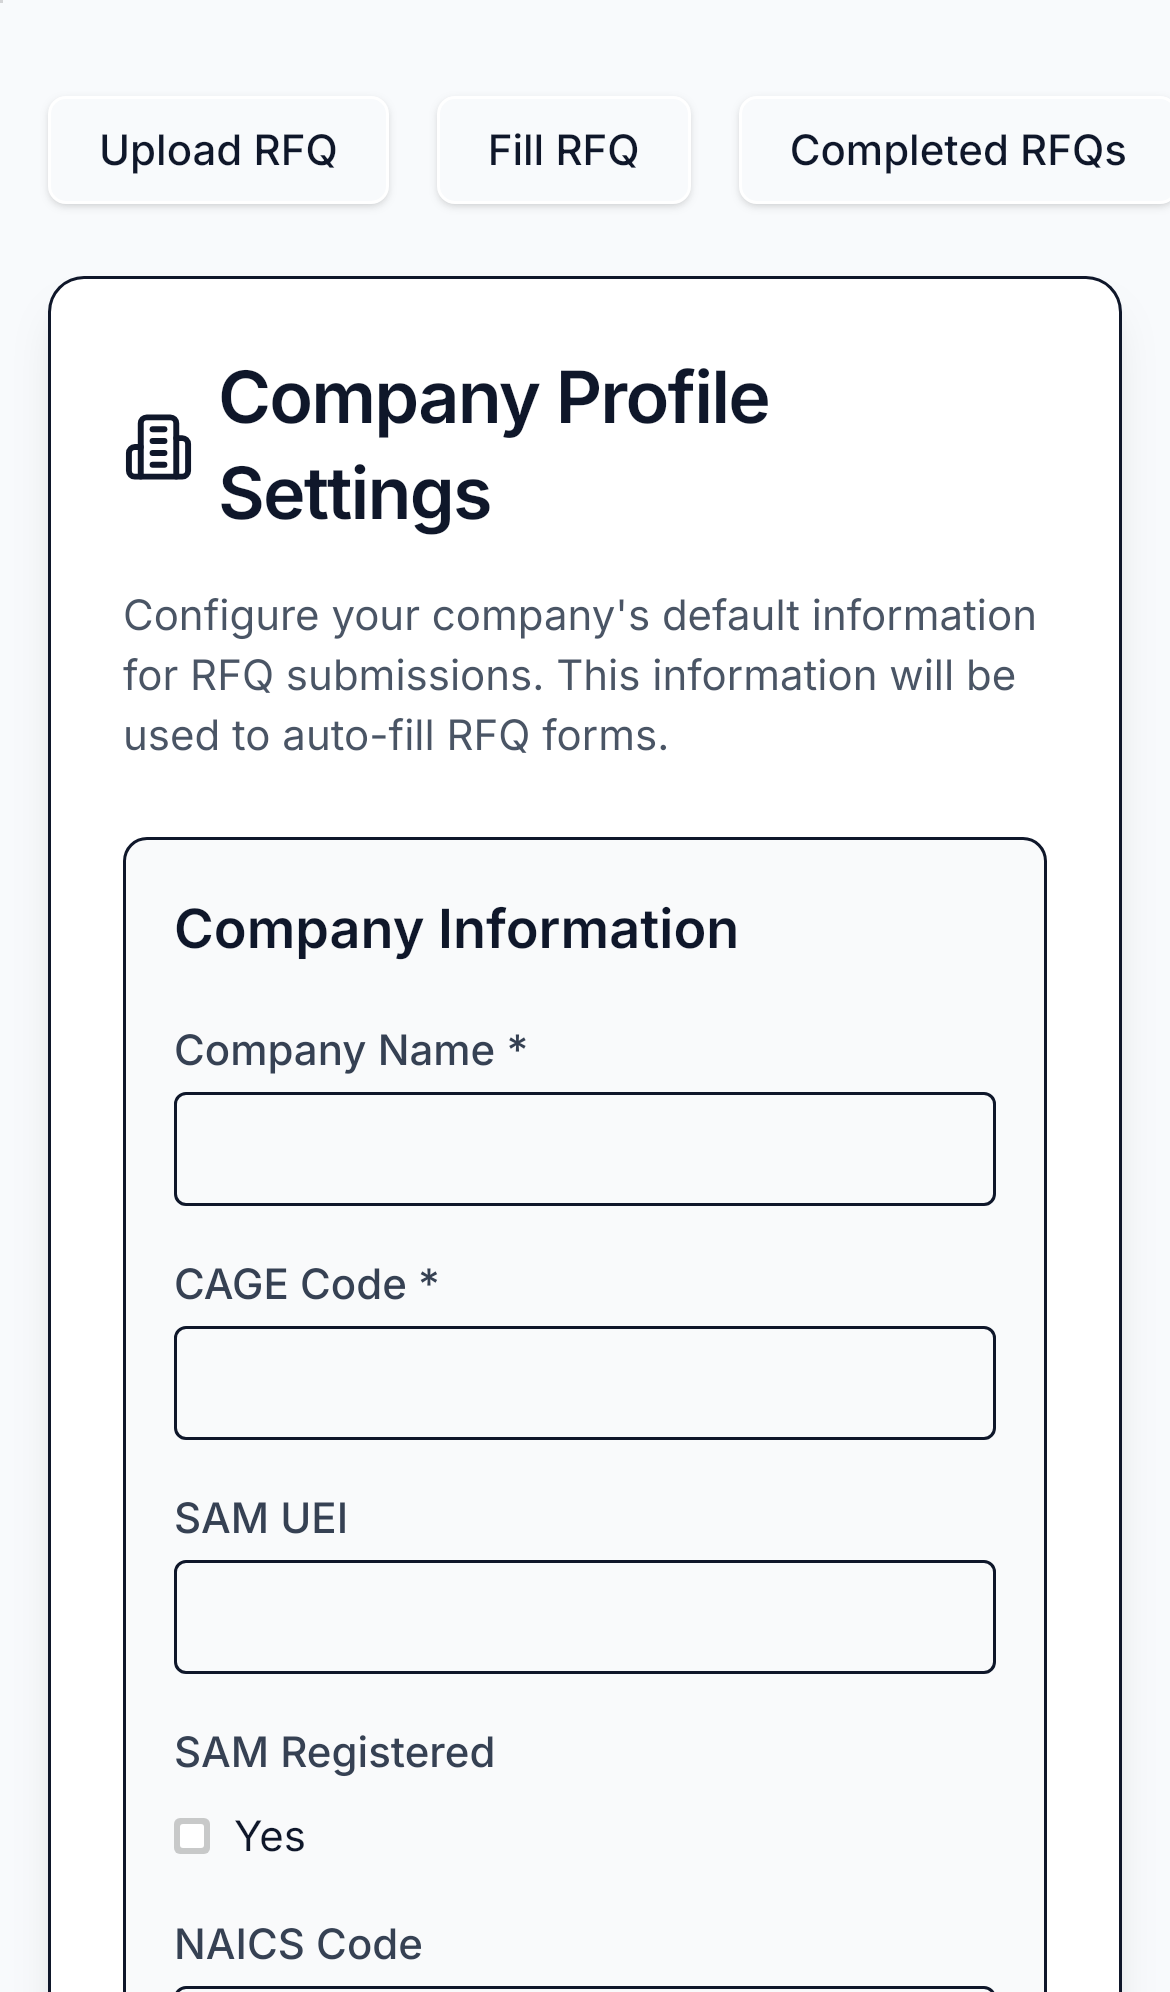 Upload RFQ
Fill RFQ
Completed RFQs
Company Profile
Settings
Configure your company's default information
for RFQ submissions. This information will be
used to auto-fill RFQ forms.
Company Information
Company Name *
CAGE Code *
SAM UEI
SAM Registered
Yes
NAICS Code